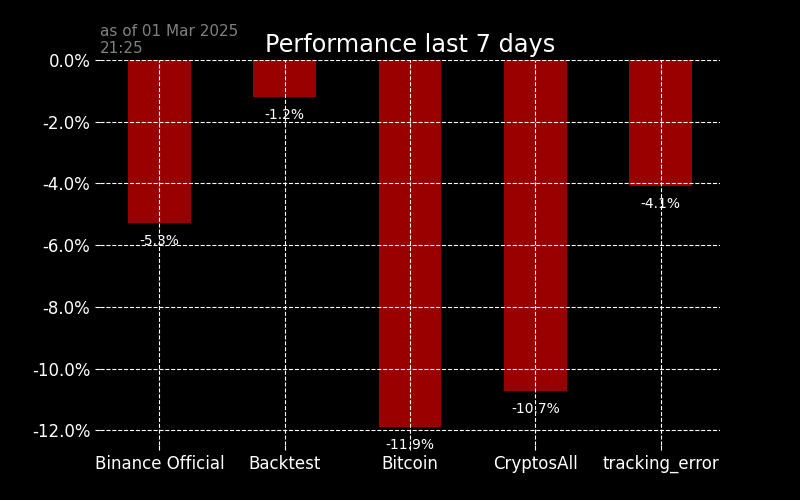 as of 01 Mar 2025
21:25
Performance last 7 days
0.0%
-2.0%
-4.0%
-6.0%
-8.0%
-10.0%
-12.0%
-5.3%
-1.2%
-11.9%
-10.7%
-4.1%
Binance Official
Backtest
Bitcoin
CryptosAll
tracking_error